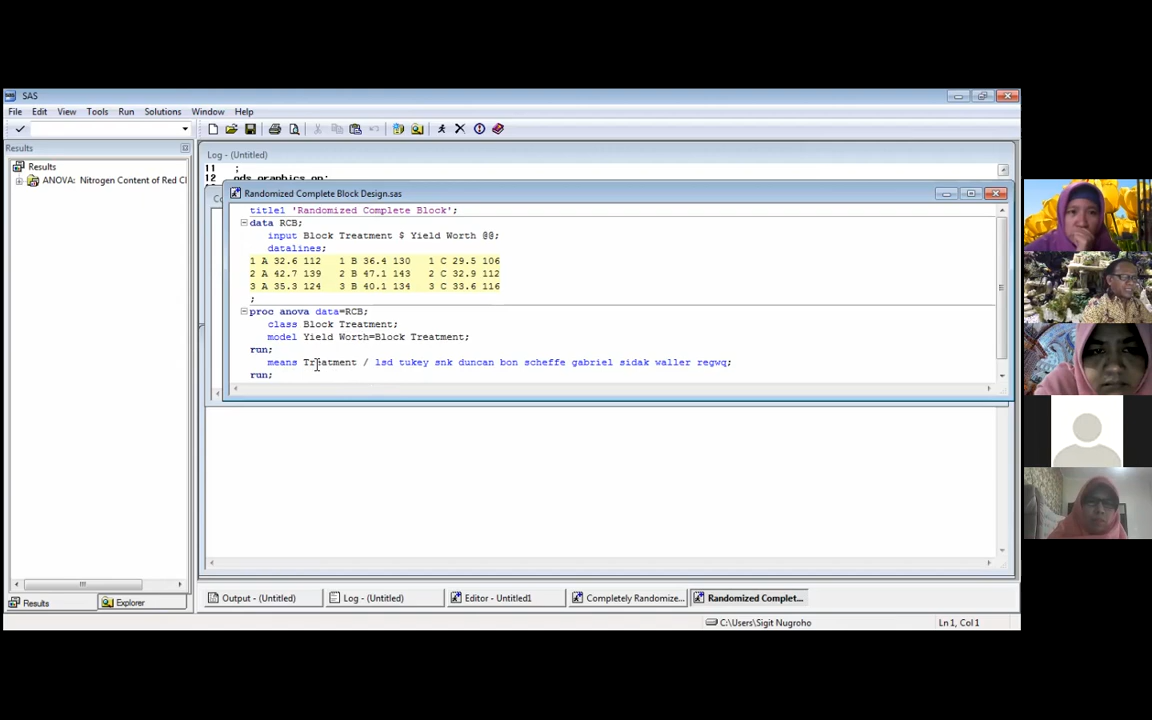 SAS
File Edit View Tools Run Solutions Window Help
Results
Log - (Untitled)
Results
11 ;
ANOVA: Nitrogen Content of Red Cl
12 ods graphics on;
Randomized Complete Block Design.sas
title1 'Randomized Complete Block';
data RCB;
input Block Treatment $ Yield Worth @@;
datalines;
1 A 32.6 112 1 B 36.4 130 1 C 29.5 106
2 A 42.7 139 2 B 47.1 143 2 C 32.9 112
3 A 35.3 124 3 B 40.1 134 3 C 33.6 116
;
proc anova data=RCB;
class Block Treatment;
model Yield Worth=Block Treatment;
run;
means Treatment / lsd tukey snk duncan bon scheffe gabriel sidak waller regwq;
run;
Results Explorer
Output - (Untitled) Log - (Untitled) Editor - Untitled1 Completely Randomize... Randomized Complet...
C:\Users\Sigit Nugroho Ln 1, Col 1